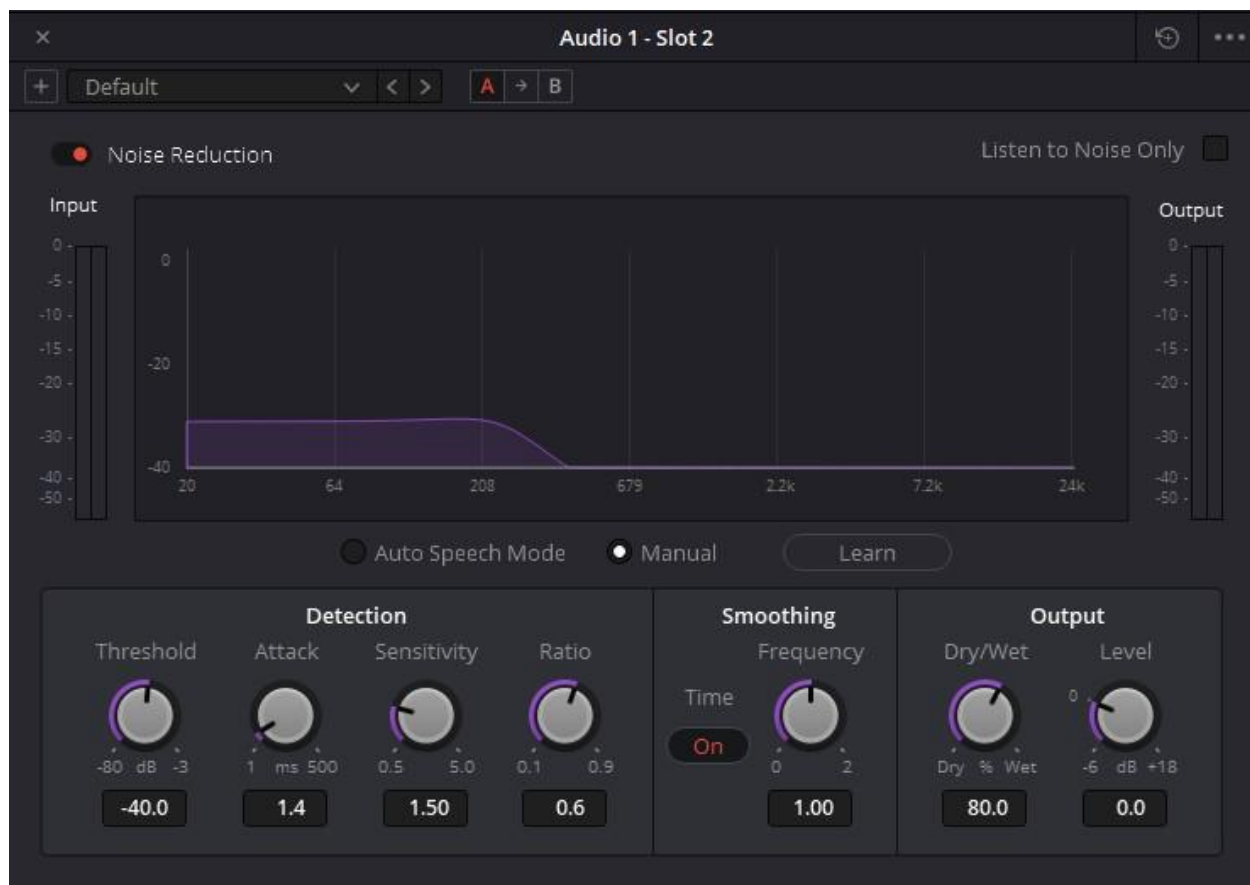 × Audio 1 - Slot 2
+ Default < > A → B
Noise Reduction Listen to Noise Only
Input Output
0 -
-5 -
-10 -
-15 -
-20 -
-30 -
-40 -
-50 -
0
-20
-40
20 64 208 679 2.2k 7.2k 24k
0 -
-5 -
-10 -
-15 -
-20 -
-30 -
-40 -
-50 -
Auto Speech Mode Manual Learn
Detection Smoothing Output
Threshold Attack Sensitivity Ratio Frequency Dry/Wet Level
Time 0
On
-80 dB -3 1 ms 500 0.5 5.0 0.1 0.9 0 2 Dry % Wet -6 dB +18
-40.0 1.4 1.50 0.6 1.00 80.0 0.0